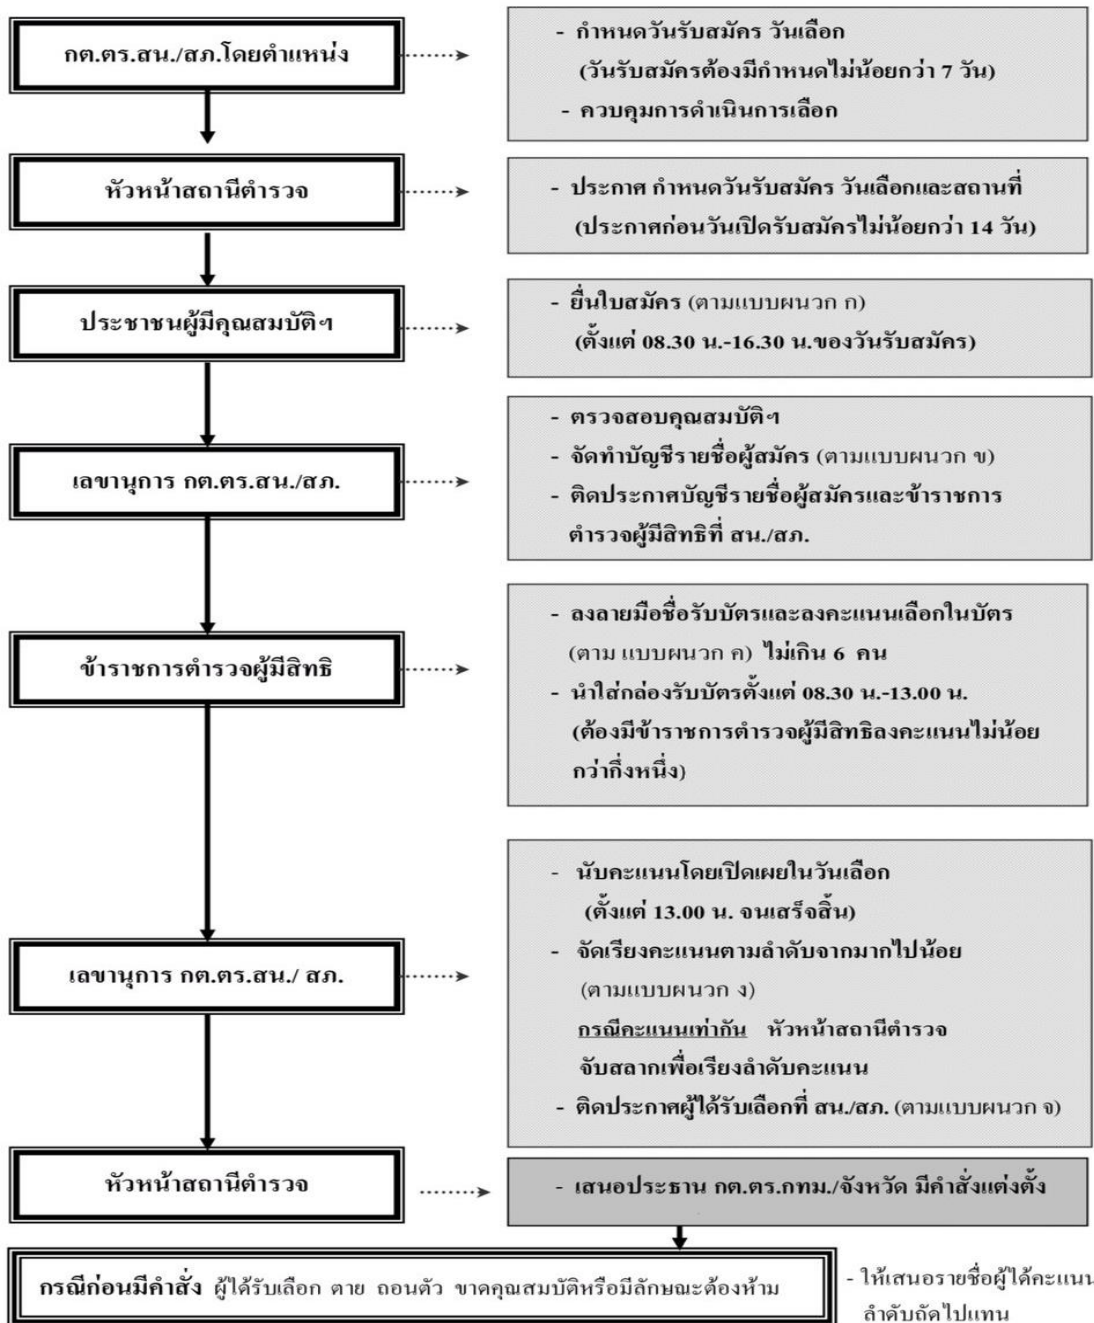 กต.ตร.สน./สภ.โดยตำแหน่ง
- กำหนดวันรับสมัคร วันเลือก
(วันรับสมัครต้องมีกำหนดไม่น้อยกว่า 7 วัน)
- ควบคุมการดำเนินการเลือก
หัวหน้าสถานีตำรวจ
- ประกาศ กำหนดวันรับสมัคร วันเลือกและสถานที่
(ประกาศก่อนวันเปิดรับสมัครไม่น้อยกว่า 14 วัน)
ประชาชนผู้มีคุณสมบัติฯ
- ยื่นใบสมัคร (ตามแบบผนวก ก)
(ตั้งแต่ 08.30 น.-16.30 น.ของวันรับสมัคร)
เลขานุการ กต.ตร.สน./สภ.
- ตรวจสอบคุณสมบัติฯ
- จัดทำบัญชีรายชื่อผู้สมัคร (ตามแบบผนวก ข)
- ติดประกาศบัญชีรายชื่อผู้สมัครและข้าราชการ
ตำรวจผู้มีสิทธิที่ สน./สภ.
ข้าราชการตำรวจผู้มีสิทธิ
- ลงลายมือชื่อรับบัตรและลงคะแนนเลือกในบัตร
(ตาม แบบผนวก ค) ไม่เกิน 6 คน
- นำใส่กล่องรับบัตรตั้งแต่ 08.30 น.-13.00 น.
(ต้องมีข้าราชการตำรวจผู้มีสิทธิลงคะแนนไม่น้อย
กว่ากึ่งหนึ่ง)
เลขานุการ กต.ตร.สน./ สภ.
- นับคะแนนโดยเปิดเผยในวันเลือก
(ตั้งแต่ 13.00 น. จนเสร็จสิ้น)
- จัดเรียงคะแนนตามลำดับจากมากไปน้อย
(ตามแบบผนวก ง)
กรณีคะแนนเท่ากัน หัวหน้าสถานีตำรวจ
จับสลากเพื่อเรียงลำดับคะแนน
- ติดประกาศผู้ได้รับเลือกที่ สน./สภ. (ตามแบบผนวก จ)
หัวหน้าสถานีตำรวจ
- เสนอประธาน กต.ตร.กทม./จังหวัด มีคำสั่งแต่งตั้ง
กรณีก่อนมีคำสั่ง ผู้ได้รับเลือก ตาย ถอนตัว ขาดคุณสมบัติหรือมีลักษณะต้องห้าม
- ให้เสนอรายชื่อผู้ได้คะแนน
ลำดับถัดไปแทน